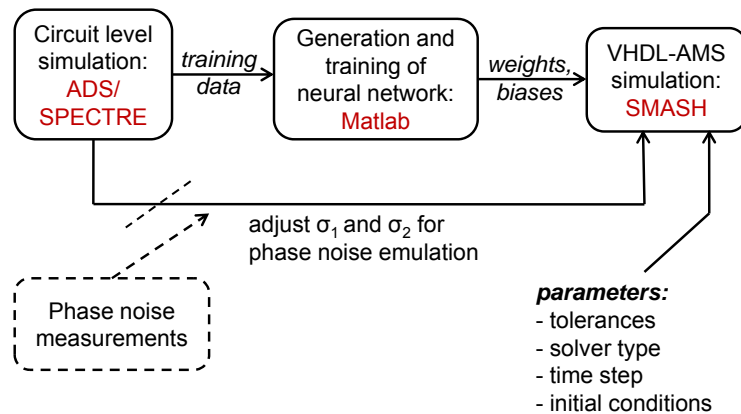 Circuit level
simulation:
ADS/
SPECTRE
training
data
Generation and
training of
neural network:
Matlab
weights,
biases
VHDL-AMS
simulation:
SMASH
adjust σ₁ and σ₂ for
phase noise emulation
Phase noise
measurements
parameters:
- tolerances
- solver type
- time step
- initial conditions